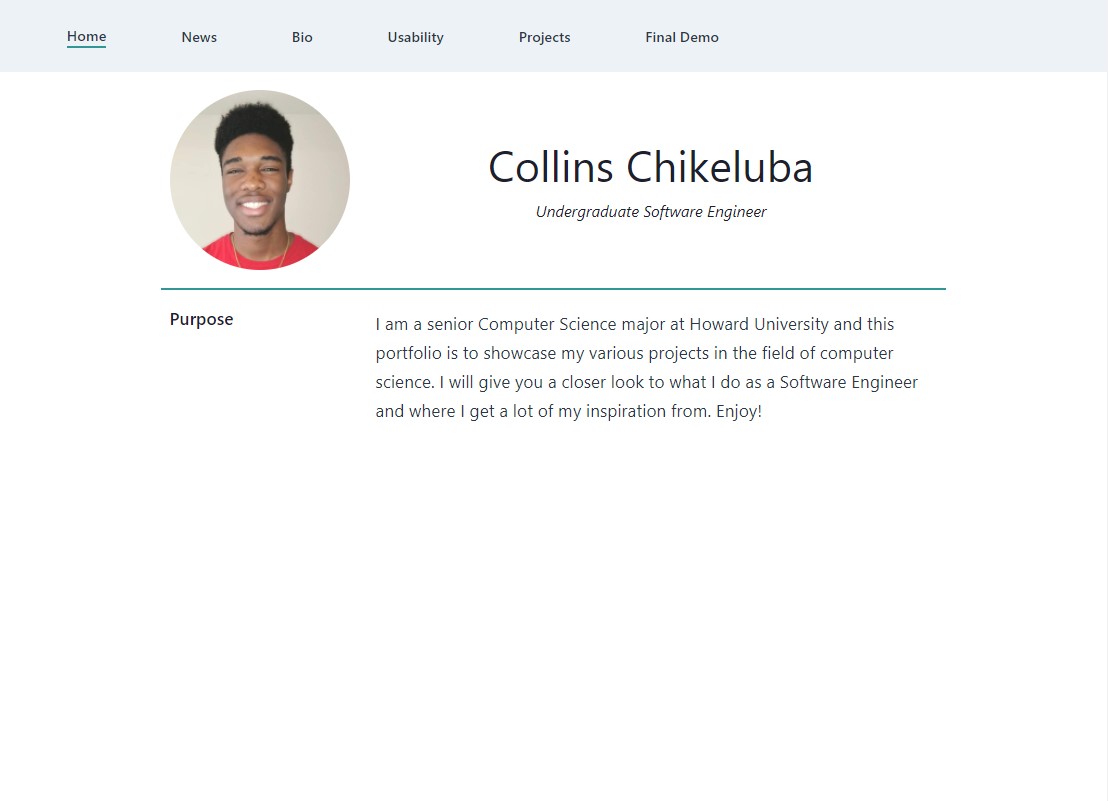 Home News Bio Usability Projects Final Demo
Collins Chikeluba
Undergraduate Software Engineer
Purpose
I am a senior Computer Science major at Howard University and this
portfolio is to showcase my various projects in the field of computer
science. I will give you a closer look to what I do as a Software Engineer
and where I get a lot of my inspiration from. Enjoy!